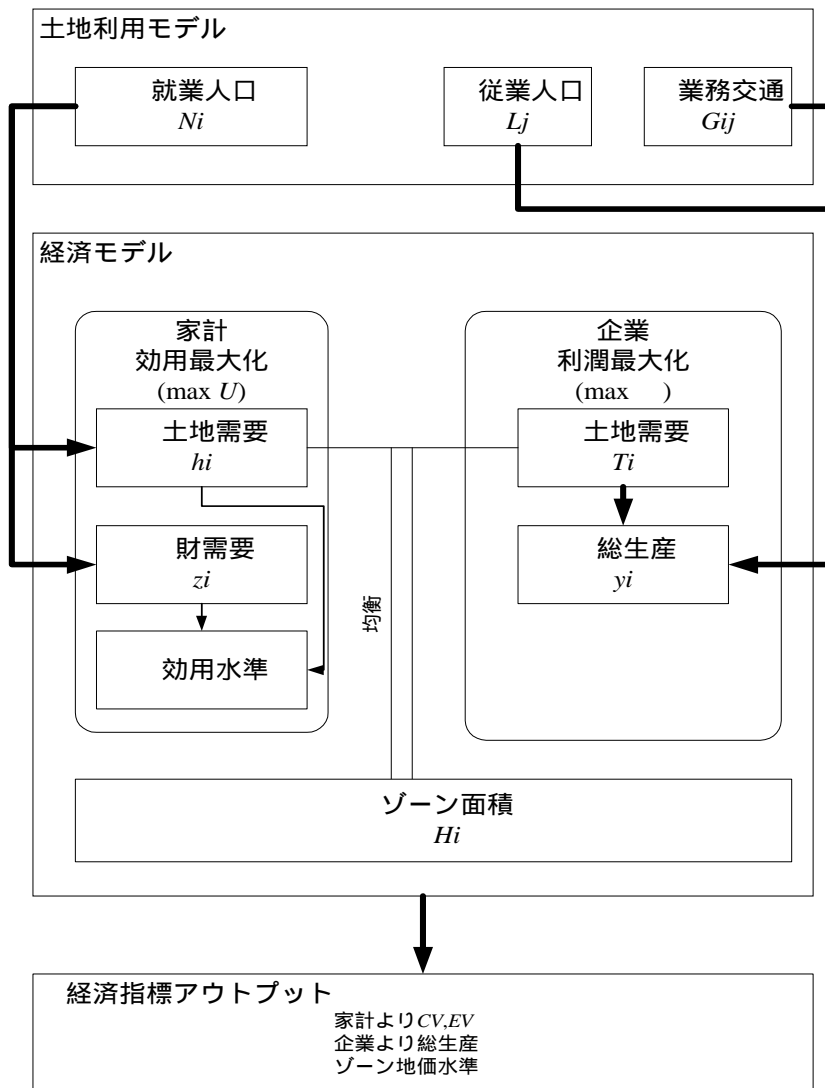 土地利用モデル
就業人口
Ni
従業人口
Lj
業務交通
Gij
経済モデル
家計
効用最大化
(max U)
土地需要
hi
財需要
zi
効用水準
均衡
企業
利潤最大化
(max )
土地需要
Ti
総生産
yi
ゾーン面積
Hi
経済指標アウトプット
家計よりCV,EV
企業より総生産
ゾーン地価水準